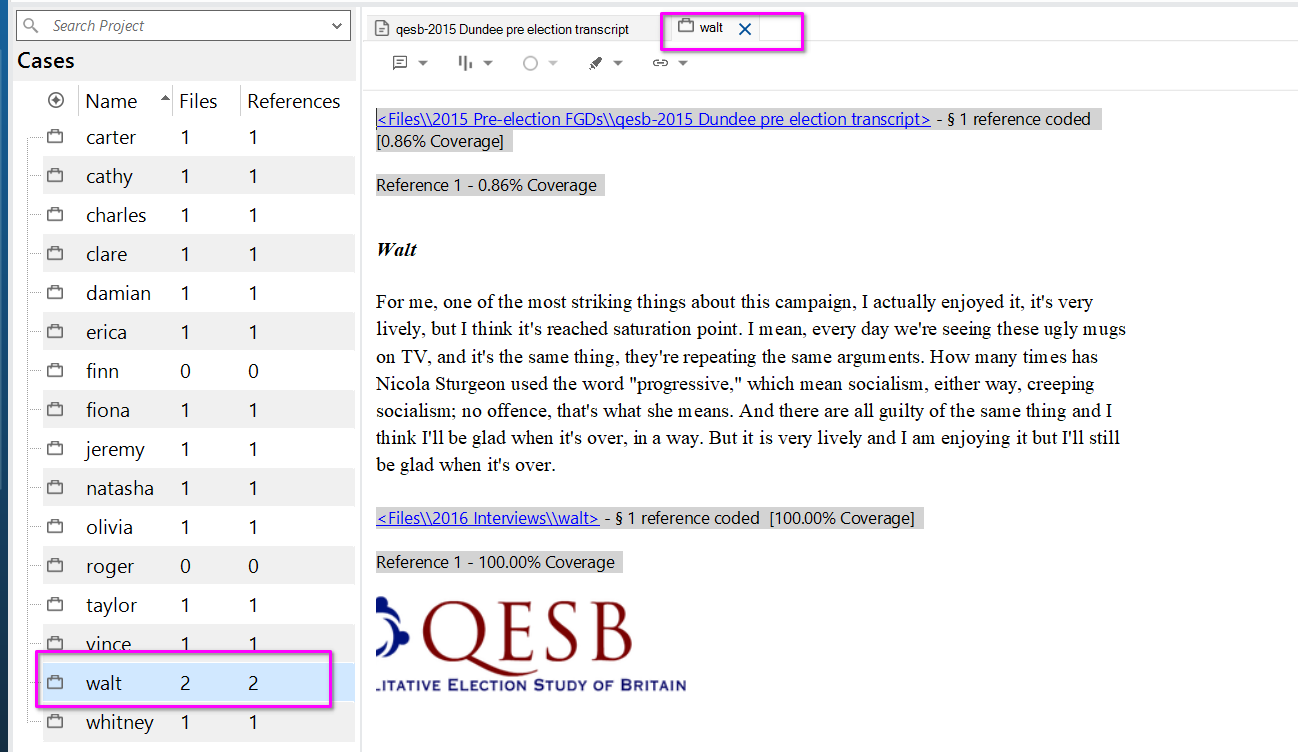 Search Project
Cases
Name Files References
carter 1 1
cathy 1 1
charles 1 1
clare 1 1
damian 1 1
erica 1 1
finn 0 0
fiona 1 1
jeremy 1 1
natasha 1 1
olivia 1 1
roger 0 0
taylor 1 1
vince 1 1
walt 2 2
whitney 1 1
qesb-2015 Dundee pre election transcript
walt
<Files\\2015 Pre-election FGDs\\qesb-2015 Dundee pre election transcript> - § 1 reference coded
[0.86% Coverage]
Reference 1 - 0.86% Coverage
Walt
For me, one of the most striking things about this campaign, I actually enjoyed it, it's very
lively, but I think it's reached saturation point. I mean, every day we're seeing these ugly mugs
on TV, and it's the same thing, they're repeating the same arguments. How many times has
Nicola Sturgeon used the word "progressive," which mean socialism, either way, creeping
socialism; no offence, that's what she means. And there are all guilty of the same thing and I
think I'll be glad when it's over, in a way. But it is very lively and I am enjoying it but I'll still
be glad when it's over.
<Files\\2016 Interviews\\walt> - § 1 reference coded [100.00% Coverage]
Reference 1 - 100.00% Coverage
QESB
LITATIVE ELECTION STUDY OF BRITAIN